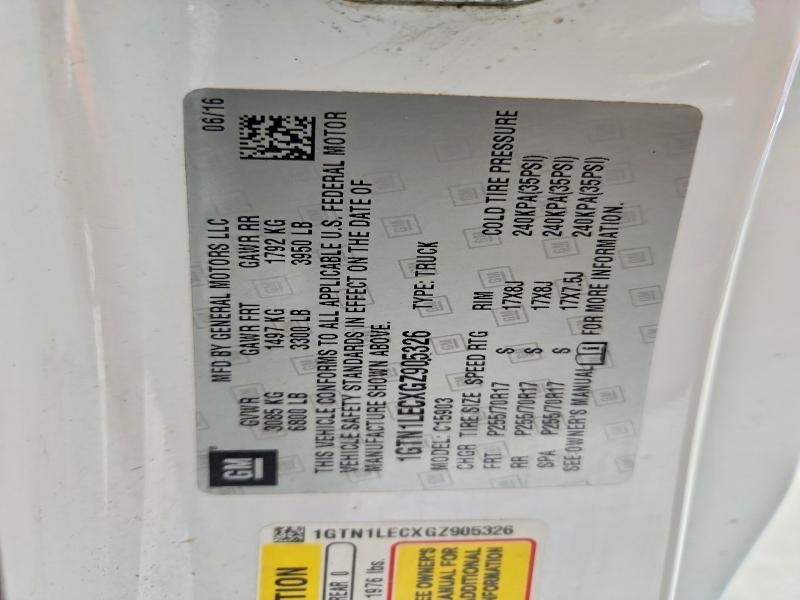 GM
MFD BY GENERAL MOTORS LLC 06/16
GVWR GAWR FRT GAWR RR
3085 KG 1497 KG 1792 KG
6800 LB 3300 LB 3950 LB
THIS VEHICLE CONFORMS TO ALL APPLICABLE U.S. FEDERAL MOTOR
VEHICLE SAFETY STANDARDS IN EFFECT ON THE DATE OF
MANUFACTURE SHOWN ABOVE.
1GTN1LECXGZ905326 TYPE: TRUCK
MODEL: C15903
CHGR TIRE SIZE SPEED RTG RIM COLD TIRE PRESSURE
FRT P255/70R17 S 17X8J 240KPA(35PSI)
RR P255/70R17 S 17X8J 240KPA(35PSI)
SPA P255/70R17 S 17X7.5J 240KPA(35PSI)
SEE OWNER'S MANUAL FOR MORE INFORMATION.
1GTN1LECXGZ905326
REAR 0
1976 lbs.
SEE OWNER'S
MANUAL FOR
ADDITIONAL
INFORMATION